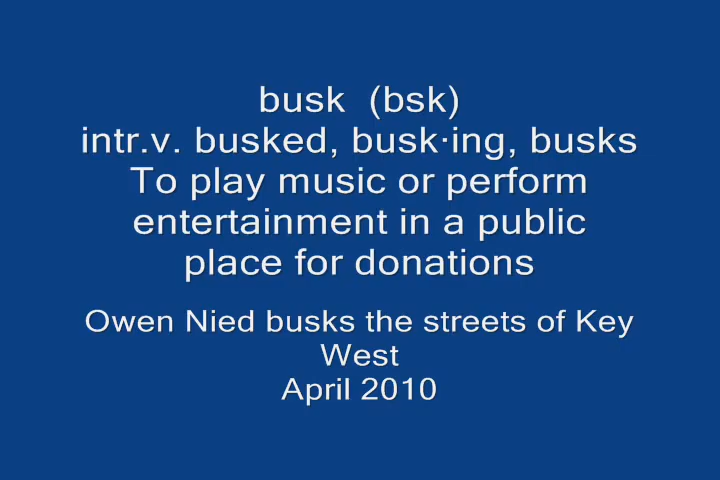 busk  (bsk)
intr.v. busked, busk·ing, busks
To play music or perform
entertainment in a public
place for donations
Owen Nied busks the streets of Key
West
April 2010